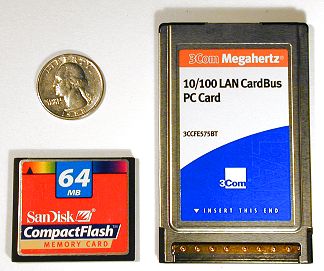 3Com Megahertz®
10/100 LAN CardBus
PC Card
3CCFE575BT
3Com
INSERT THIS END
64
MB
SanDisk
CompactFlash
MEMORY CARD